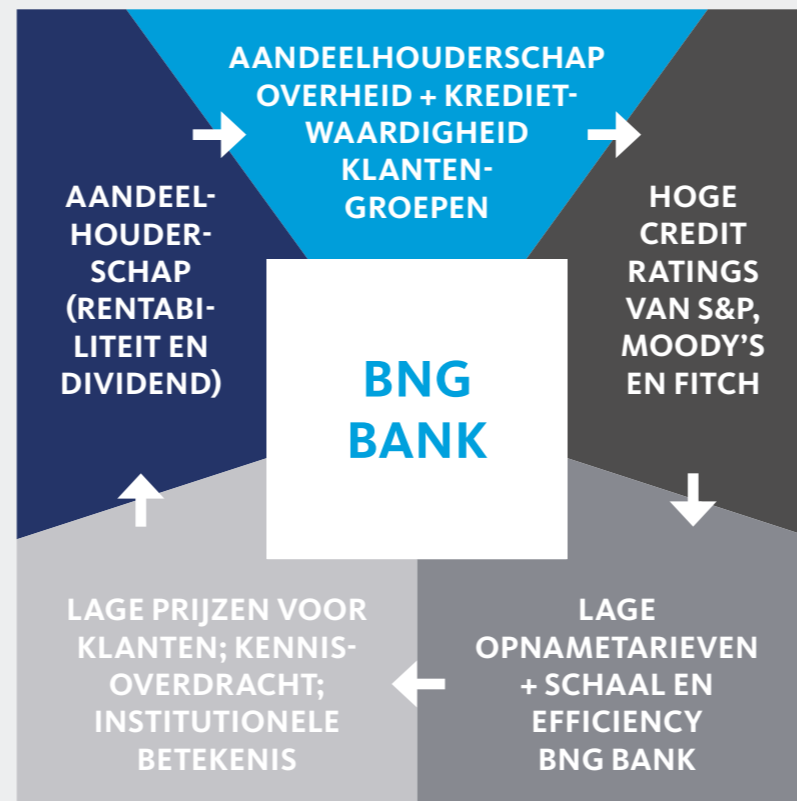 AANDEELHOUDERSCHAP
OVERHEID + KREDIET-
WAARDIGHEID
KLANTEN-
GROEPEN
HOGE
CREDIT
RATINGS
VAN S&P,
MOODY'S
EN FITCH
LAGE
OPNAMETARIEVEN
+ SCHAAL EN
EFFICIENCY
BNG BANK
LAGE PRIJZEN VOOR
KLANTEN; KENNIS-
OVERDRACHT;
INSTITUTIONELE
BETEKENIS
AANDEEL-
HOUDER-
SCHAP
(RENTABI-
LITEIT EN
DIVIDEND)
BNG
BANK